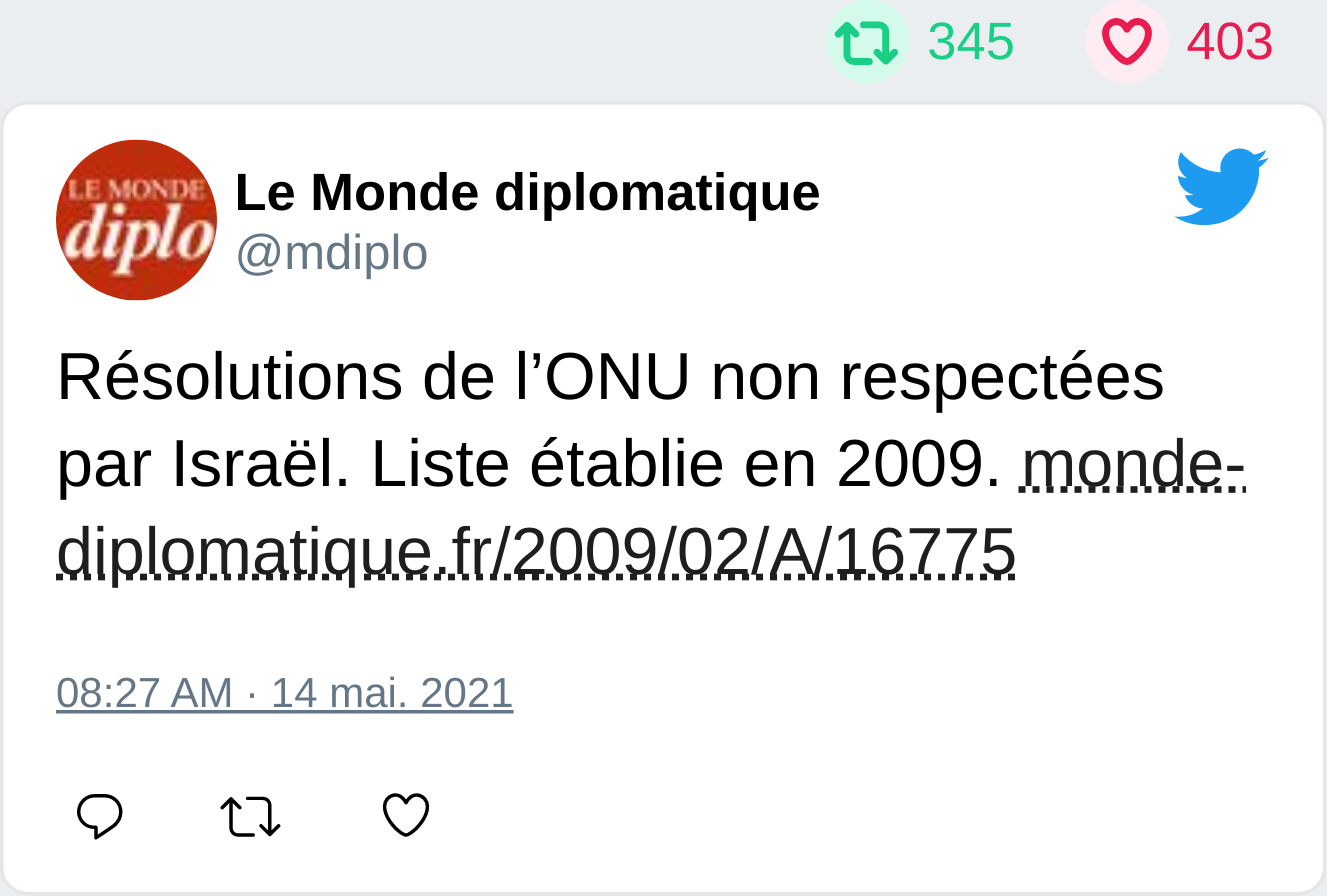 345 403
LE MONDE
diplo
Le Monde diplomatique
@mdiplo
Résolutions de l’ONU non respectées
par Israël. Liste établie en 2009. monde-
diplomatique.fr/2009/02/A/16775
08:27 AM · 14 mai. 2021